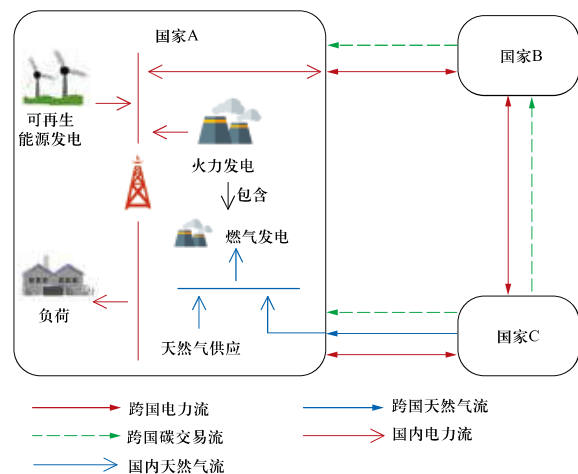 国家A
国家B
可再生
能源发电
火力发电
包含
燃气发电
负荷
天然气供应
国家C
跨国电力流
跨国天然气流
跨国碳交易流
国内电力流
国内天然气流